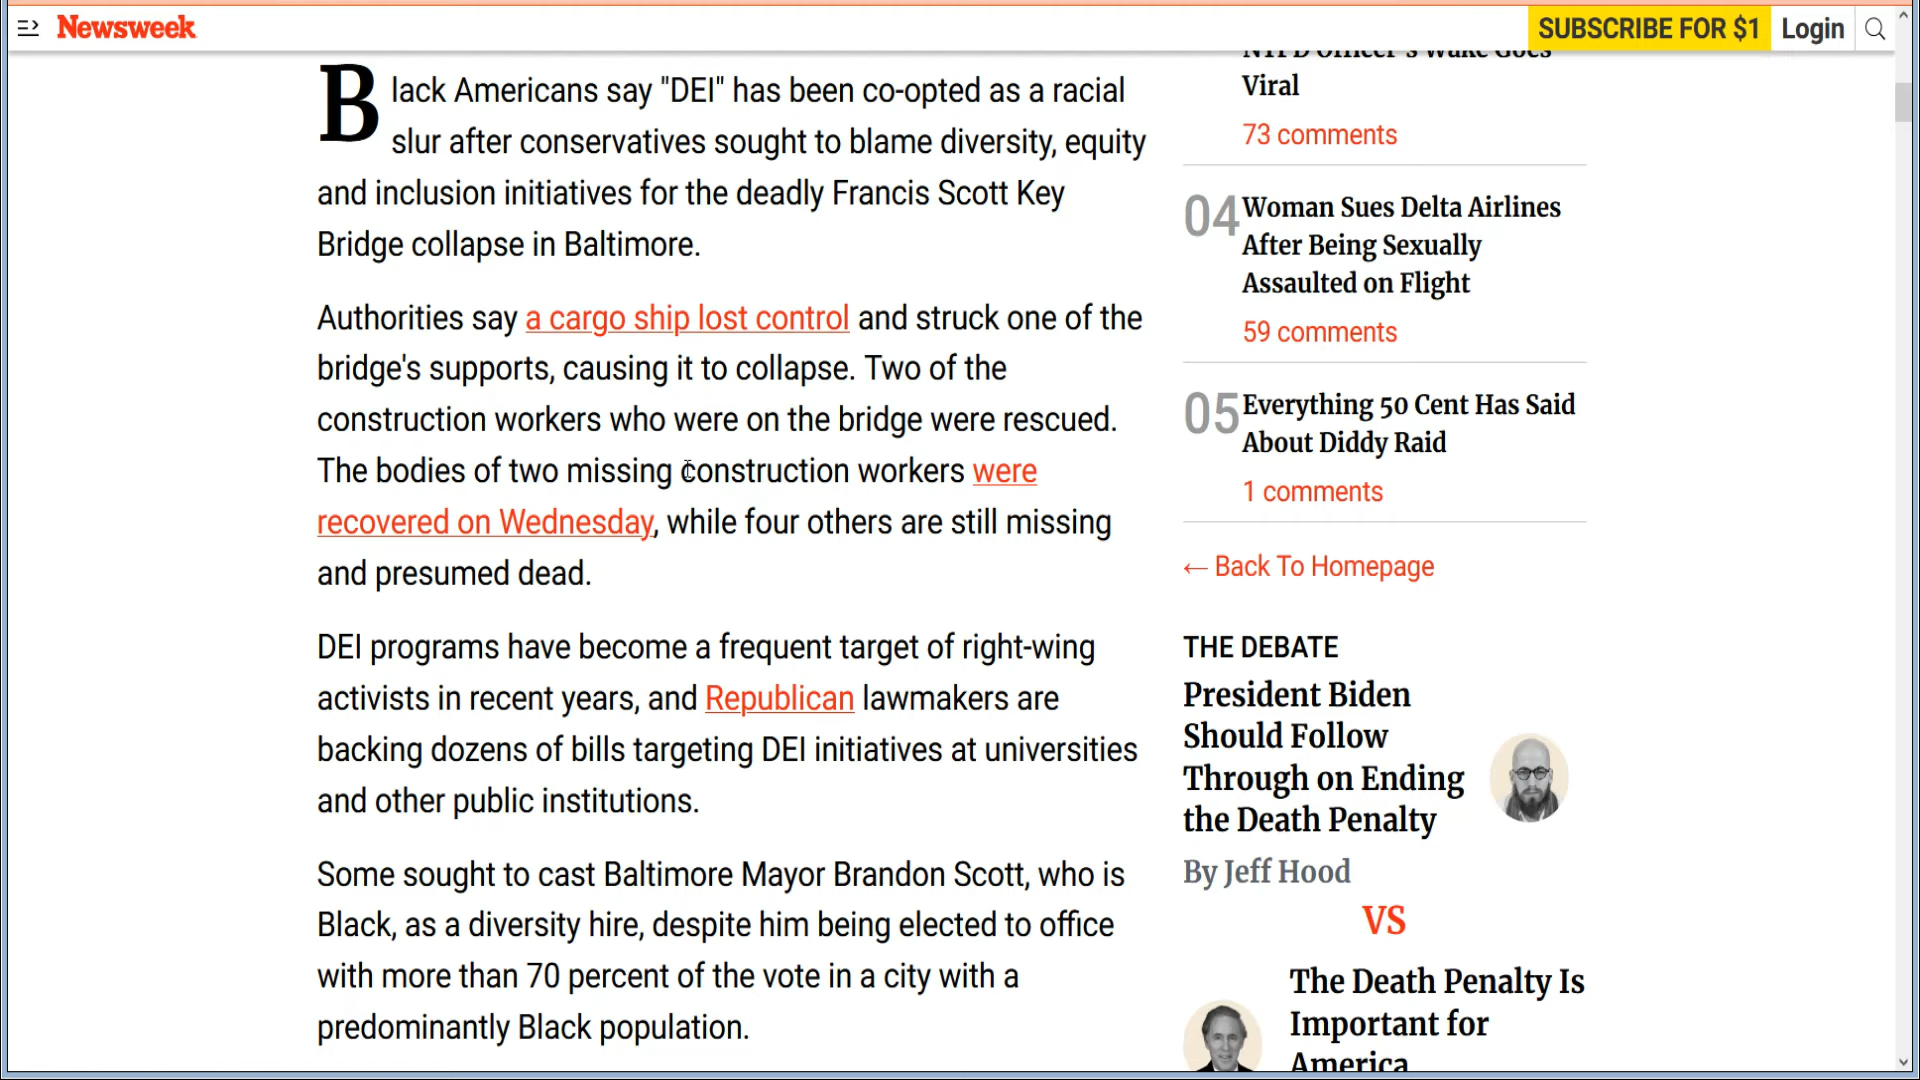 Newsweek
SUBSCRIBE FOR $1
Login
Black Americans say "DEI" has been co-opted as a racial
slur after conservatives sought to blame diversity, equity
and inclusion initiatives for the deadly Francis Scott Key
Bridge collapse in Baltimore.
Authorities say a cargo ship lost control and struck one of the
bridge's supports, causing it to collapse. Two of the
construction workers who were on the bridge were rescued.
The bodies of two missing construction workers were
recovered on Wednesday, while four others are still missing
and presumed dead.
DEI programs have become a frequent target of right-wing
activists in recent years, and Republican lawmakers are
backing dozens of bills targeting DEI initiatives at universities
and other public institutions.
Some sought to cast Baltimore Mayor Brandon Scott, who is
Black, as a diversity hire, despite him being elected to office
with more than 70 percent of the vote in a city with a
predominantly Black population.
NYPD Officer's Wake Goes
Viral
73 comments
04
Woman Sues Delta Airlines
After Being Sexually
Assaulted on Flight
59 comments
05
Everything 50 Cent Has Said
About Diddy Raid
1 comments
← Back To Homepage
THE DEBATE
President Biden
Should Follow
Through on Ending
the Death Penalty
By Jeff Hood
VS
The Death Penalty Is
Important for
America